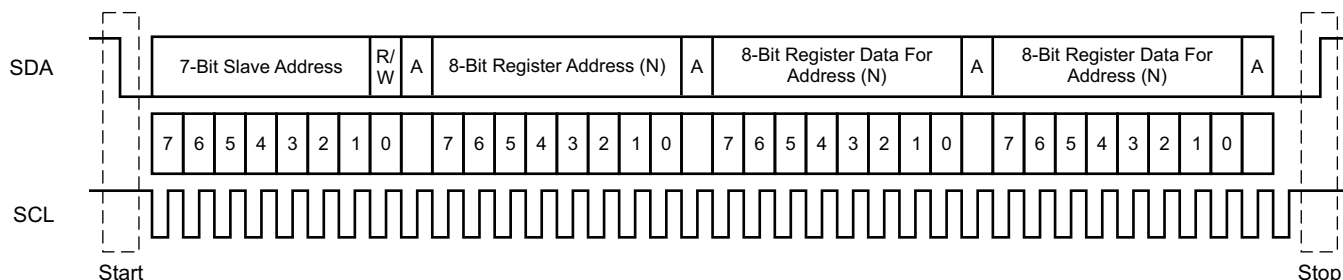 SDA
7-Bit Slave Address
R/
W
A
8-Bit Register Address (N)
A
8-Bit Register Data For
Address (N)
A
8-Bit Register Data For
Address (N)
A
7 6 5 4 3 2 1 0 7 6 5 4 3 2 1 0 7 6 5 4 3 2 1 0 7 6 5 4 3 2 1 0
SCL
Start
Stop